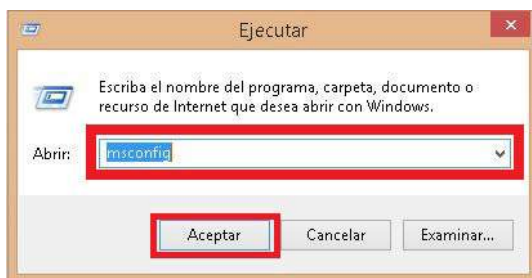 Ejecutar
Escriba el nombre del programa, carpeta, documento o
recurso de Internet que desea abrir con Windows.
Abrir: msconfig
Aceptar Cancelar Examinar...